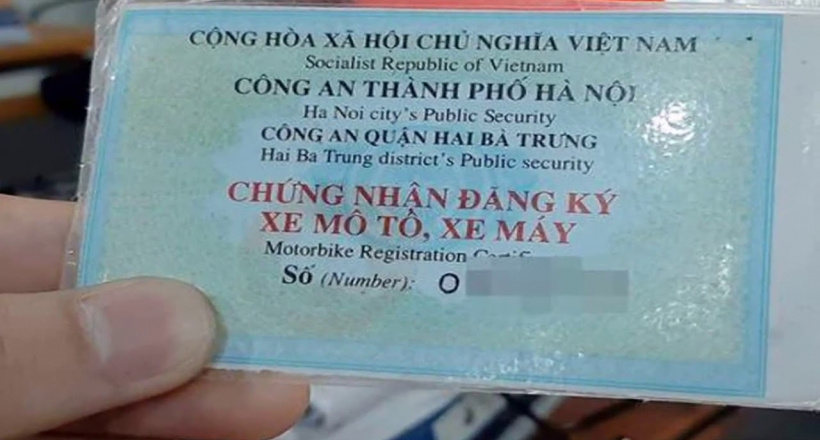 CỘNG HÒA XÃ HỘI CHỦ NGHĨA VIỆT NAM
Socialist Republic of Vietnam
CÔNG AN THÀNH PHỐ HÀ NỘI
Ha Noi city's Public Security
CÔNG AN QUẬN HAI BÀ TRƯNG
Hai Ba Trung district's Public security
CHỨNG NHẬN ĐĂNG KÝ
XE MÔ TÔ, XE MÁY
Motorbike Registration
Số (Number): 0